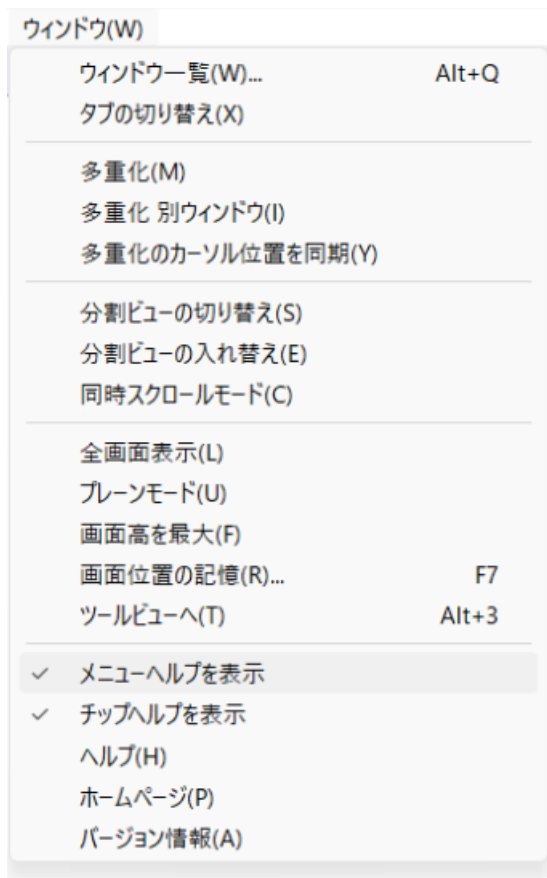 ウィンドウ(W)
ウィンドウ一覧(W)... Alt+Q
タブの切り替え(X)
多重化(M)
多重化 別ウィンドウ(I)
多重化のカーソル位置を同期(Y)
分割ビューの切り替え(S)
分割ビューの入れ替え(E)
同時スクロールモード(C)
全画面表示(L)
プレーンモード(U)
画面高を最大(F)
画面位置の記憶(R)... F7
ツールビューへ(T) Alt+3
メニューヘルプを表示
チップヘルプを表示
ヘルプ(H)
ホームページ(P)
バージョン情報(A)